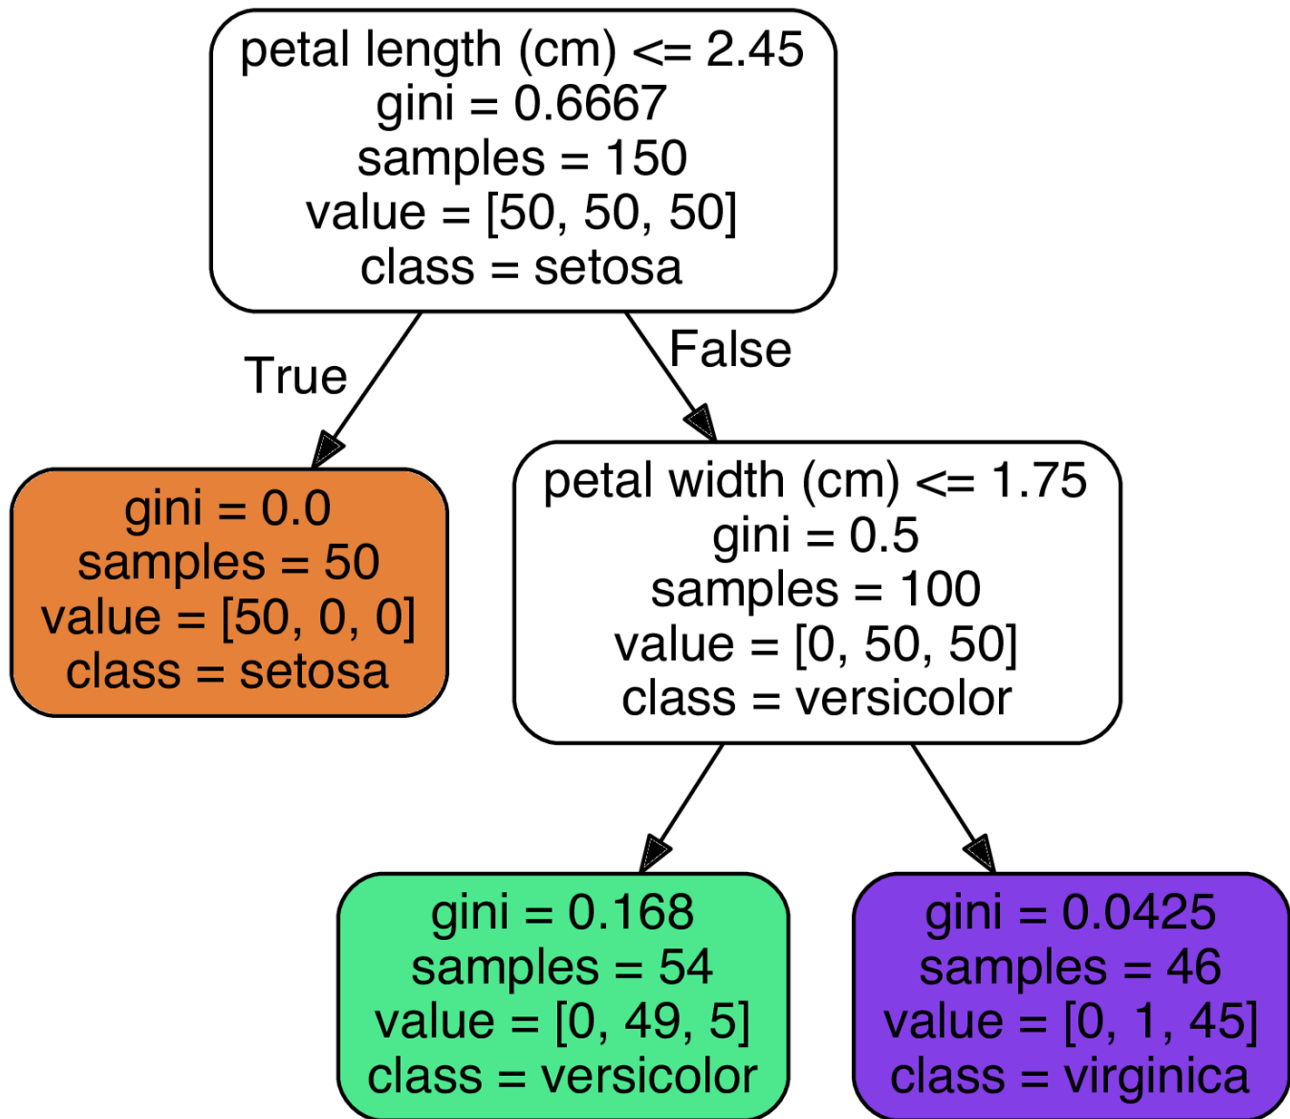 petal length (cm) <= 2.45
gini = 0.6667
samples = 150
value = [50, 50, 50]
class = setosa
True
False
gini = 0.0
samples = 50
value = [50, 0, 0]
class = setosa
petal width (cm) <= 1.75
gini = 0.5
samples = 100
value = [0, 50, 50]
class = versicolor
gini = 0.168
samples = 54
value = [0, 49, 5]
class = versicolor
gini = 0.0425
samples = 46
value = [0, 1, 45]
class = virginica